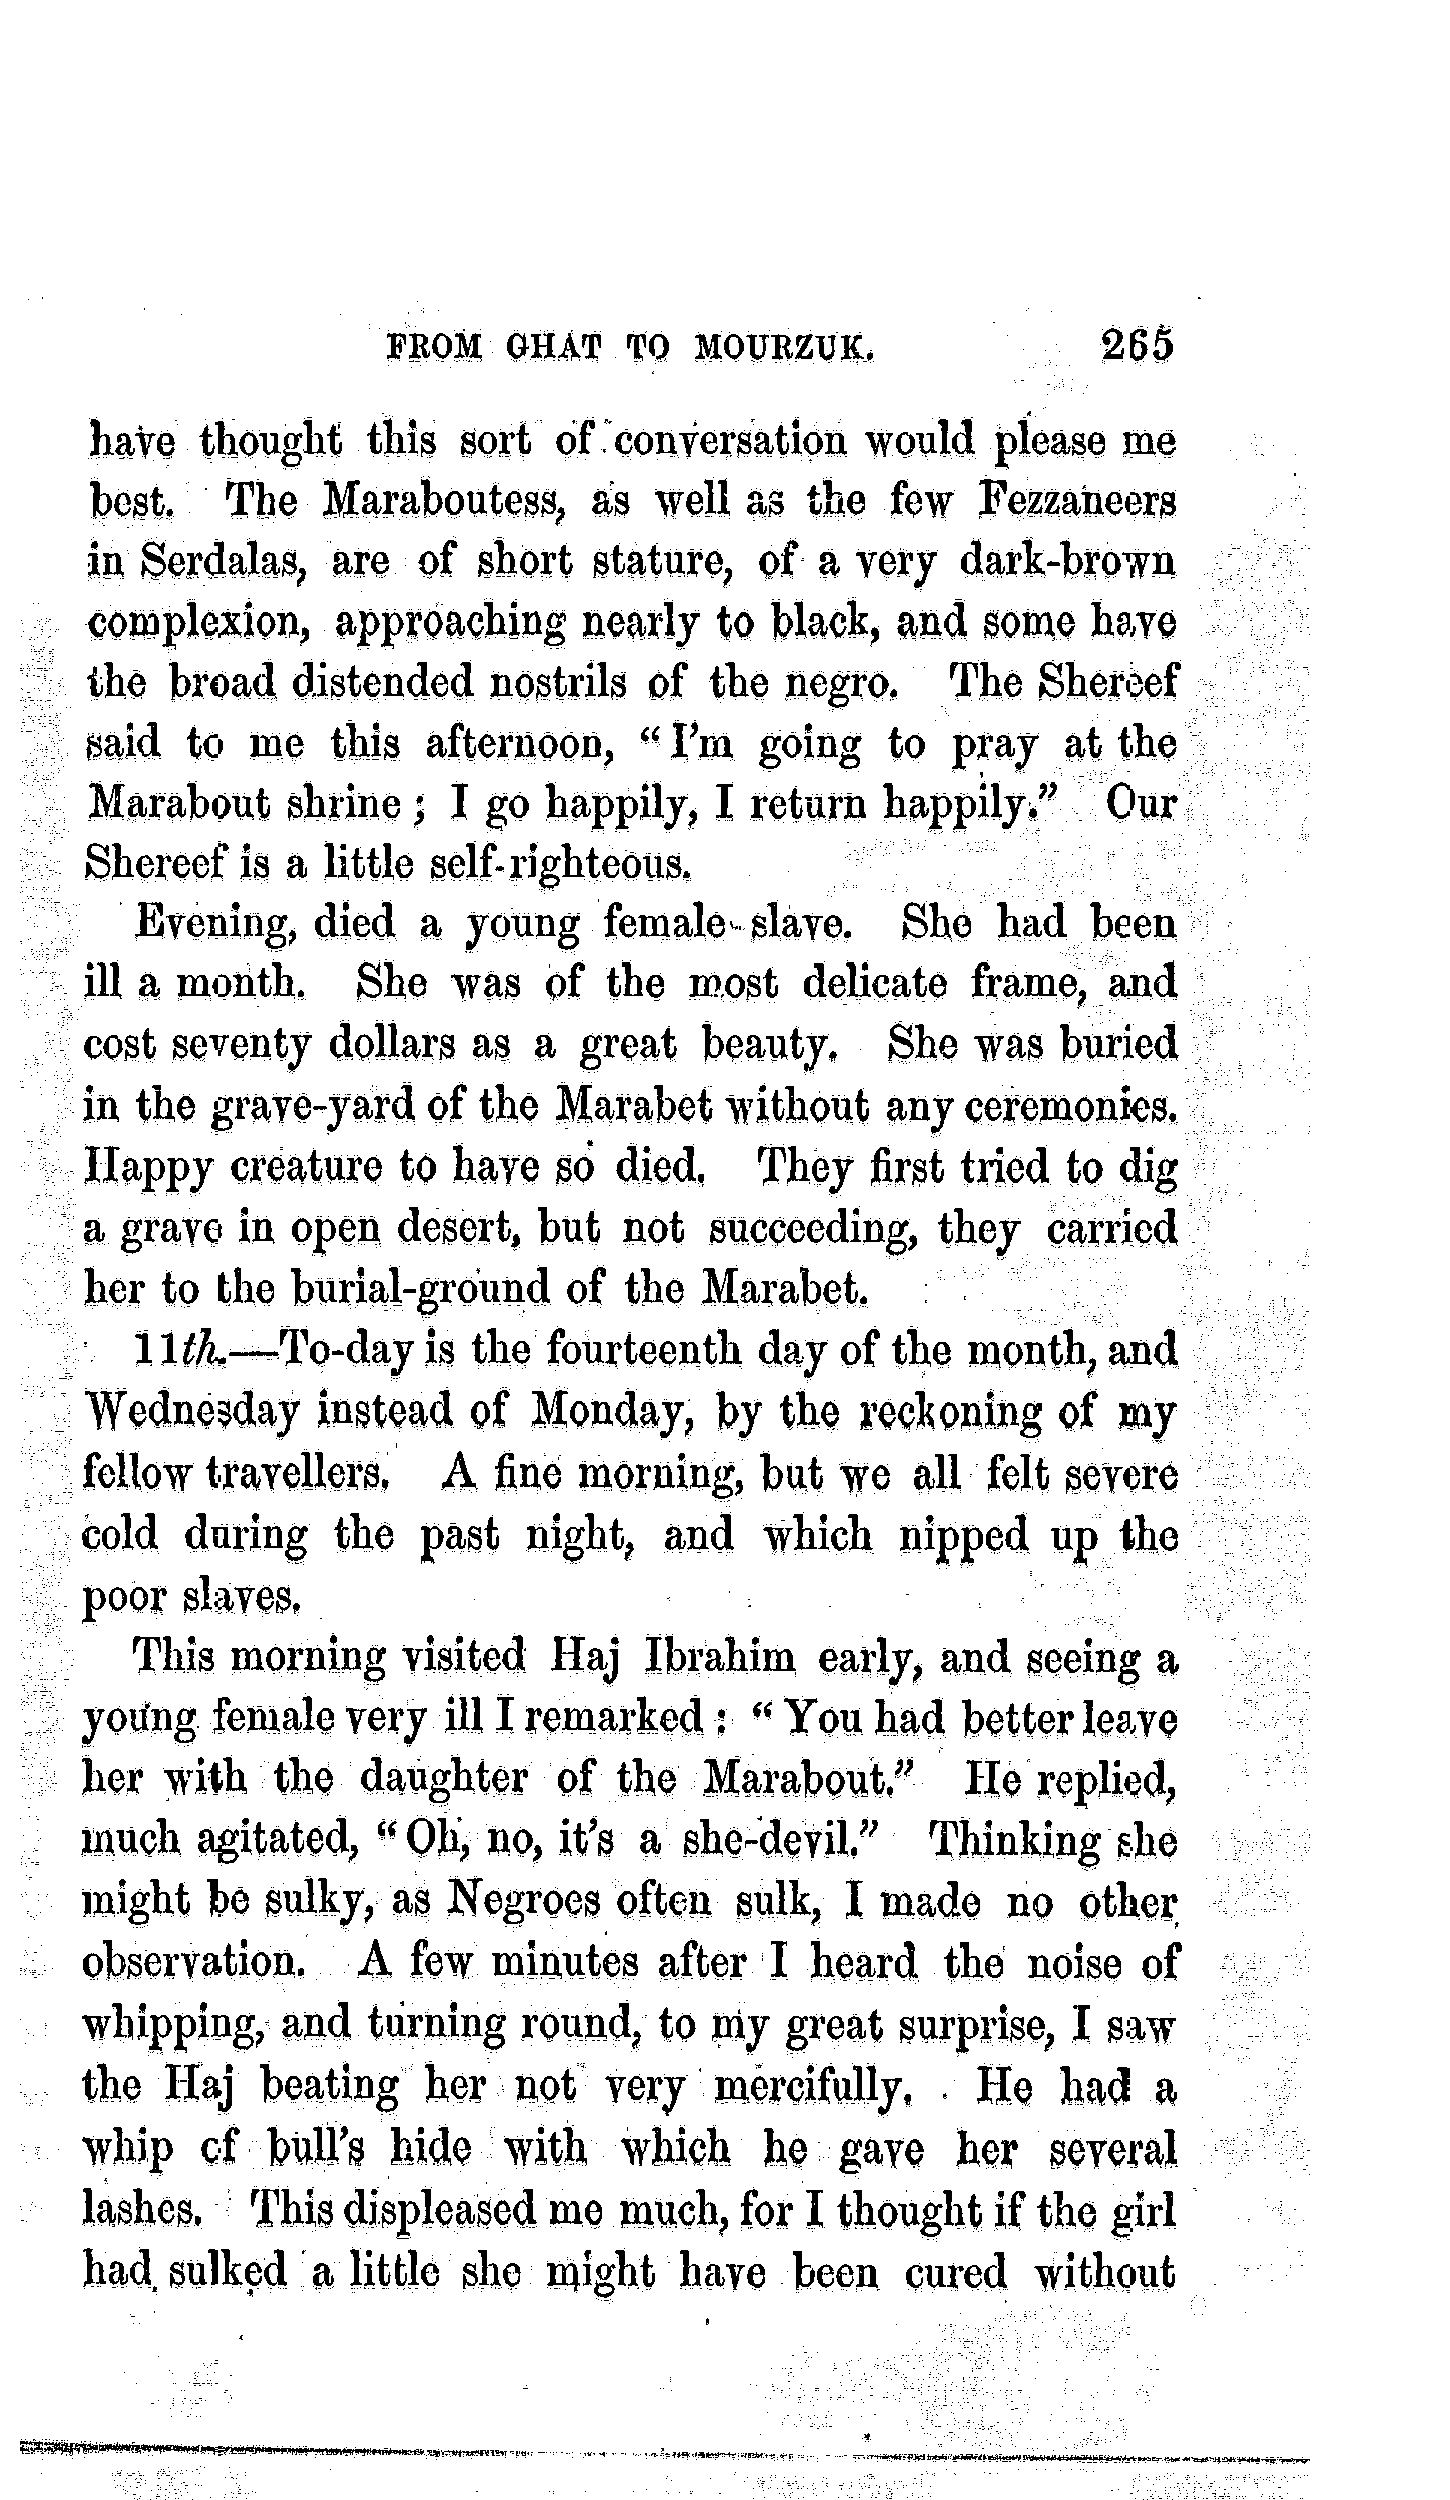 FROM GHAT TO MOURZUK. 265
have thought this sort of conversation would please me
best. The Maraboutess, as well as the few Fezzaneers
in Serdalas, are of short stature, of a very dark-brown
complexion, approaching nearly to black, and some have
the broad distended nostrils of the negro. The Shereef
said to me this afternoon, “I’m going to pray at the
Marabout shrine; I go happily, I return happily.” Our
Shereef is a little self-righteous.
Evening, died a young female slave. She had been
ill a month. She was of the most delicate frame, and
cost seventy dollars as a great beauty. She was buried
in the grave-yard of the Marabet without any ceremonies.
Happy creature to have so died. They first tried to dig
a grave in open desert, but not succeeding, they carried
her to the burial-ground of the Marabet.
11th.—To-day is the fourteenth day of the month, and
Wednesday instead of Monday, by the reckoning of my
fellow travellers. A fine morning, but we all felt severe
cold during the past night, and which nipped up the
poor slaves.
This morning visited Haj Ibrahim early, and seeing a
young female very ill I remarked: “You had better leave
her with the daughter of the Marabout.” He replied,
much agitated, “Oh, no, it’s a she-devil.” Thinking she
might be sulky, as Negroes often sulk, I made no other
observation. A few minutes after I heard the noise of
whipping, and turning round, to my great surprise, I saw
the Haj beating her not very mercifully. He had a
whip of bull’s hide with which he gave her several
lashes. This displeased me much, for I thought if the girl
had sulked a little she might have been cured without